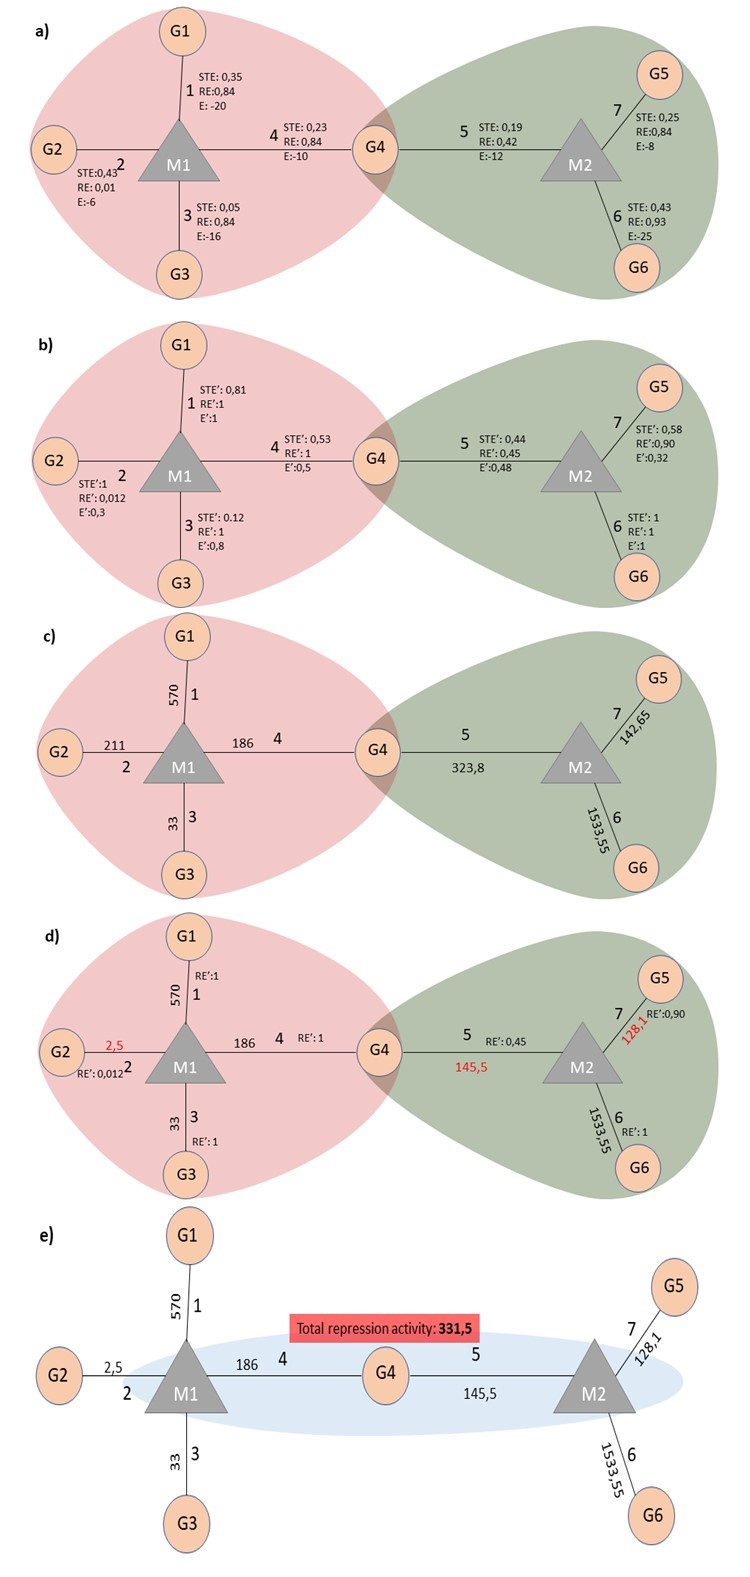 a)
G1
1
STE: 0,35
RE:0,84
E: -20
G2
2
STE:0,43
RE: 0,01
E:-6
M1
4
STE: 0,23
RE: 0,84
E:-10
G4
5
STE: 0,19
RE: 0,42
E:-12
M2
7
G5
STE: 0,25
RE:0,84
E:-8
3
STE: 0,05
RE: 0,84
E:-16
G3
6
STE: 0,43
RE: 0,93
E:-25
G6
b)
G1
1
STE': 0,81
RE':1
E':1
G2
2
STE':1
RE': 0,012
E':0,3
M1
4
STE': 0,53
RE': 1
E':0,5
G4
5
STE': 0,44
RE': 0,45
E':0,48
M2
7
G5
STE': 0,58
RE':0,90
E':0,32
3
STE': 0.12
RE': 1
E':0,8
G3
6
STE': 1
RE': 1
E':1
G6
c)
G1
570
1
G2
211
2
M1
186
4
G4
5
323,8
M2
7
142,65
G5
33
3
G3
1533,55
6
G6
d)
G1
RE':1
570
1
G2
2,5
RE': 0,012
2
M1
186
4
RE': 1
G4
5
RE': 0,45
145,5
M2
7
128,1
RE':0,90
G5
33
3
RE': 1
G3
1533,55
6
RE': 1
G6
e)
G1
570
1
Total repression activity: 331,5
G2
2,5
2
M1
186
4
G4
5
145,5
M2
7
128,1
G5
33
3
G3
1533,55
6
G6